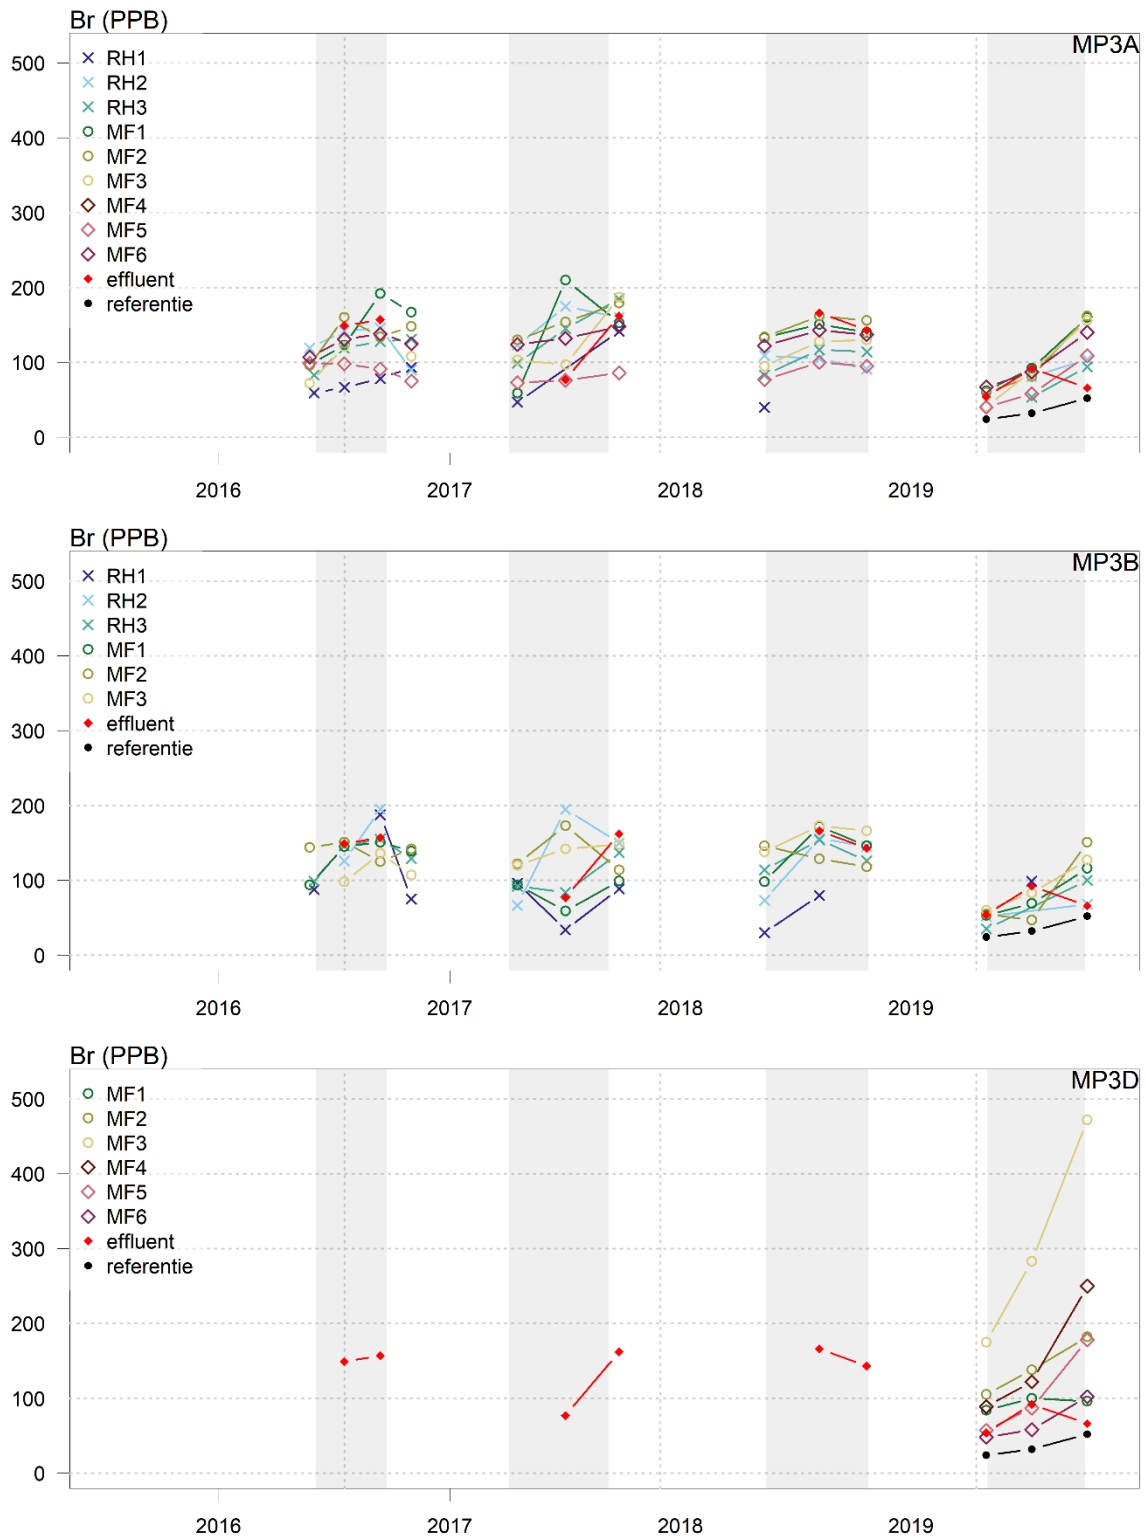 Br (PPB)
MP3A
500
400
300
200
100
0
RH1
RH2
RH3
MF1
MF2
MF3
MF4
MF5
MF6
effluent
referentie
2016
2017
2018
2019
Br (PPB)
MP3B
500
400
300
200
100
0
RH1
RH2
RH3
MF1
MF2
MF3
effluent
referentie
2016
2017
2018
2019
Br (PPB)
MP3D
500
400
300
200
100
0
MF1
MF2
MF3
MF4
MF5
MF6
effluent
referentie
2016
2017
2018
2019